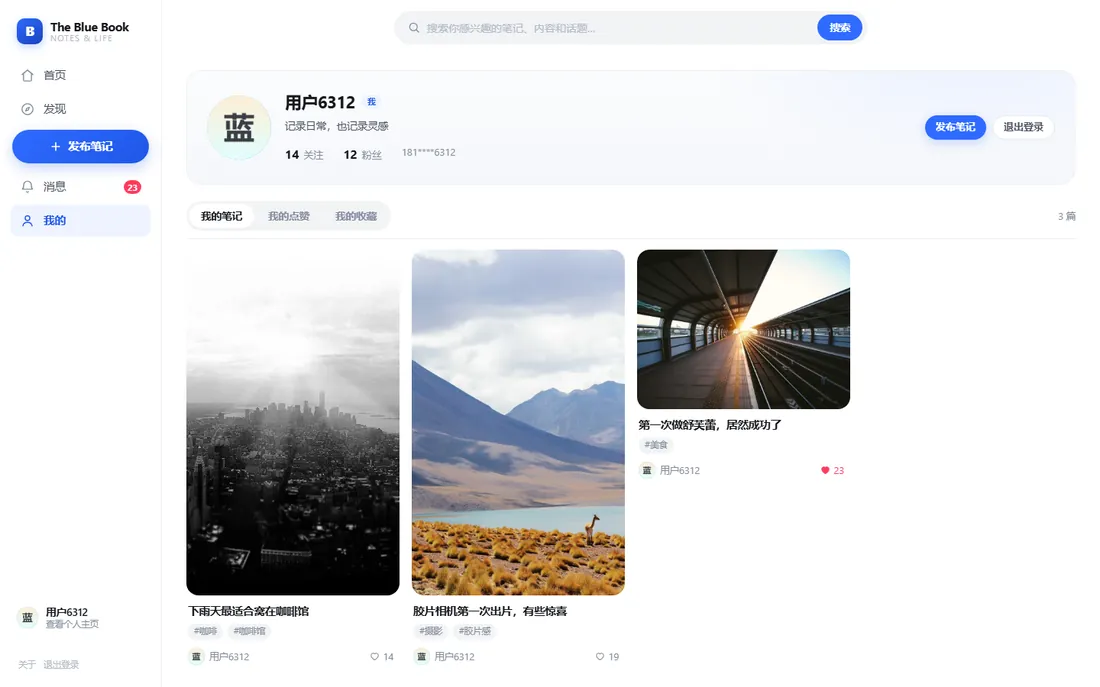 B
The Blue Book
NOTES & LIFE
搜索你感兴趣的笔记、内容和话题...
搜索
首页
发现
+ 发布笔记
消息
23
我的
蓝
用户6312
我
记录日常，也记录灵感
14 关注
12 粉丝
181****6312
发布笔记
退出登录
我的笔记
我的点赞
我的收藏
3 篇
下雨天最适合窝在咖啡馆
#咖啡
#咖啡馆
蓝
用户6312
14
胶片相机第一次出片，有些惊喜
#摄影
#胶片感
蓝
用户6312
19
第一次做舒芙蕾，居然成功了
#美食
蓝
用户6312
23
蓝
用户6312
查看个人主页
关于
退出登录